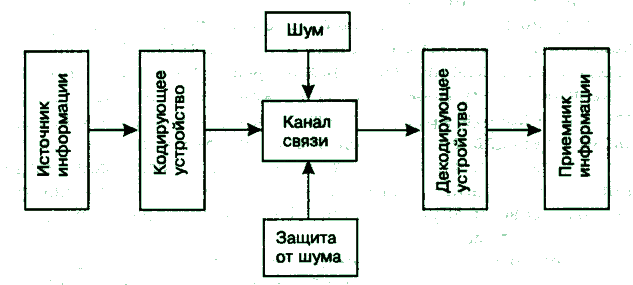 Шум
Источник
информации
Кодирующее
устройство
Канал
связи
Декодирующее
устройство
Приемник
информации
Защита
от шума